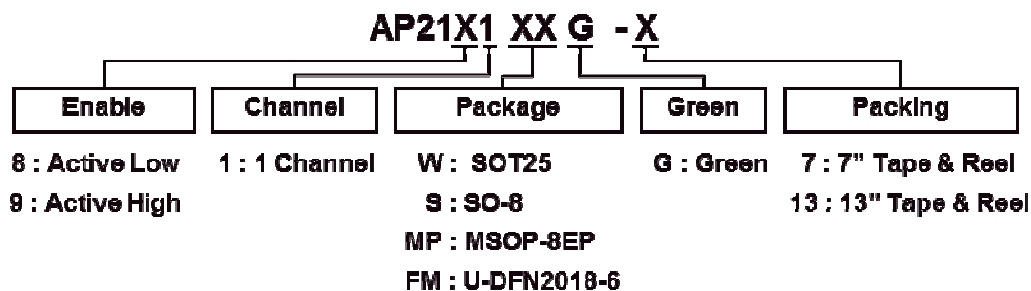 AP21X1 XX G - X
Enable Channel Package Green Packing
8 : Active Low 1 : 1 Channel W : SOT25 G : Green 7 : 7" Tape & Reel
9 : Active High S : SO-8 13 : 13" Tape & Reel
MP : MSOP-8EP
FM : U-DFN2018-6